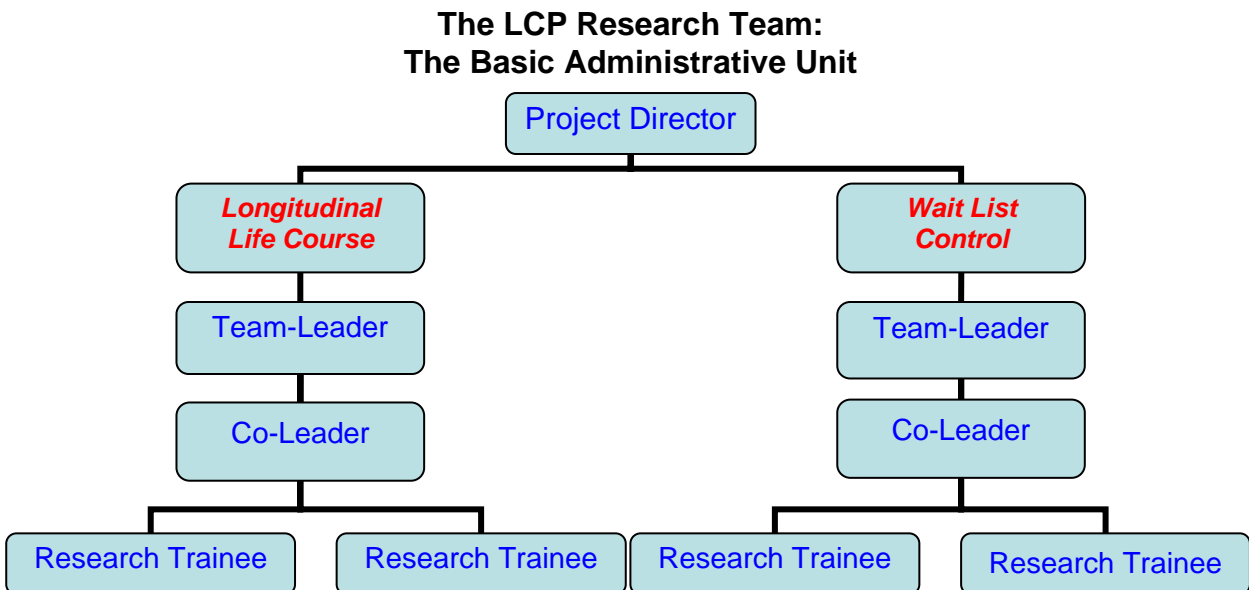 The LCP Research Team:
The Basic Administrative Unit
Project Director
Longitudinal
Life Course
Wait List
Control
Team-Leader
Team-Leader
Co-Leader
Co-Leader
Research Trainee
Research Trainee
Research Trainee
Research Trainee